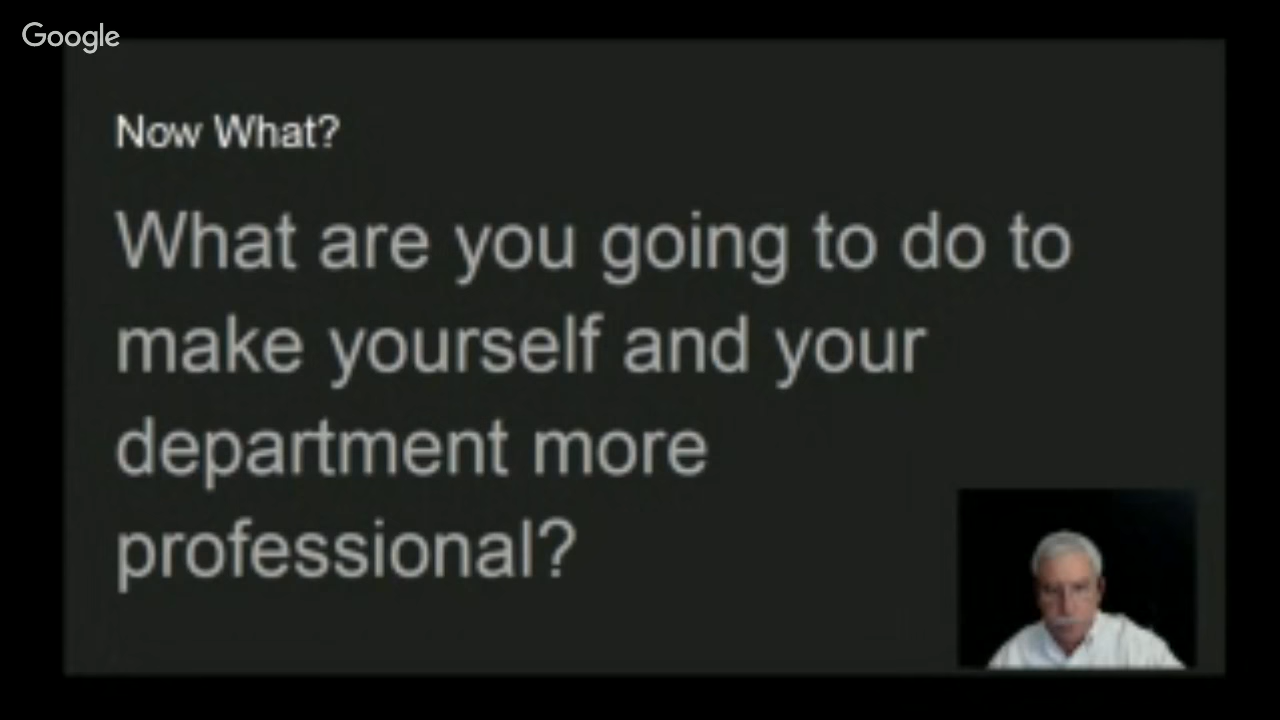 Google
Now What?
What are you going to do to
make yourself and your
department more
professional?